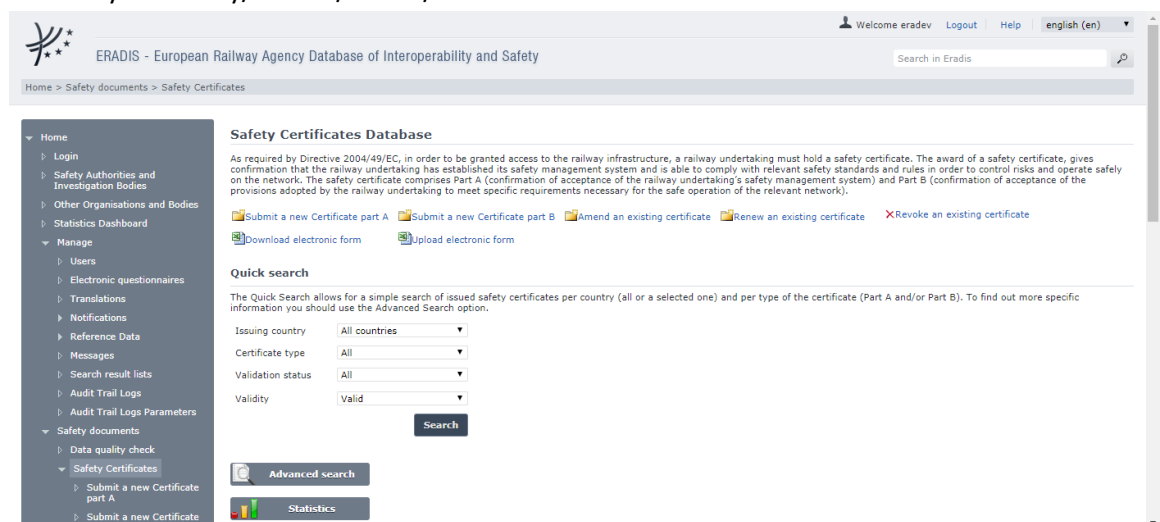 Welcome eradev Logout Help english (en)
ERADIS - European Railway Agency Database of Interoperability and Safety
Search in Eradis
Home > Safety documents > Safety Certificates
Home
Login
Safety Authorities and
Investigation Bodies
Other Organisations and Bodies
Statistics Dashboard
Manage
Users
Electronic questionnaires
Translations
Notifications
Reference Data
Messages
Search result lists
Audit Trail Logs
Audit Trail Logs Parameters
Safety documents
Data quality check
Safety Certificates
Submit a new Certificate
part A
Submit a new Certificate
Safety Certificates Database
As required by Directive 2004/49/EC, in order to be granted access to the railway infrastructure, a railway undertaking must hold a safety certificate. The award of a safety certificate, gives
confirmation that the railway undertaking has established its safety management system and is able to comply with relevant safety standards and rules in order to control risks and operate safely
on the network. The safety certificate comprises Part A (confirmation of acceptance of the railway undertaking's safety management system) and Part B (confirmation of acceptance of the
provisions adopted by the railway undertaking to meet specific requirements necessary for the safe operation of the relevant network).
Submit a new Certificate part A Submit a new Certificate part B Amend an existing certificate Renew an existing certificate Revoke an existing certificate
Download electronic form Upload electronic form
Quick search
The Quick Search allows for a simple search of issued safety certificates per country (all or a selected one) and per type of the certificate (Part A and/or Part B). To find out more specific
information you should use the Advanced Search option.
Issuing country All countries
Certificate type All
Validation status All
Validity Valid
Search
Advanced search
Statistics